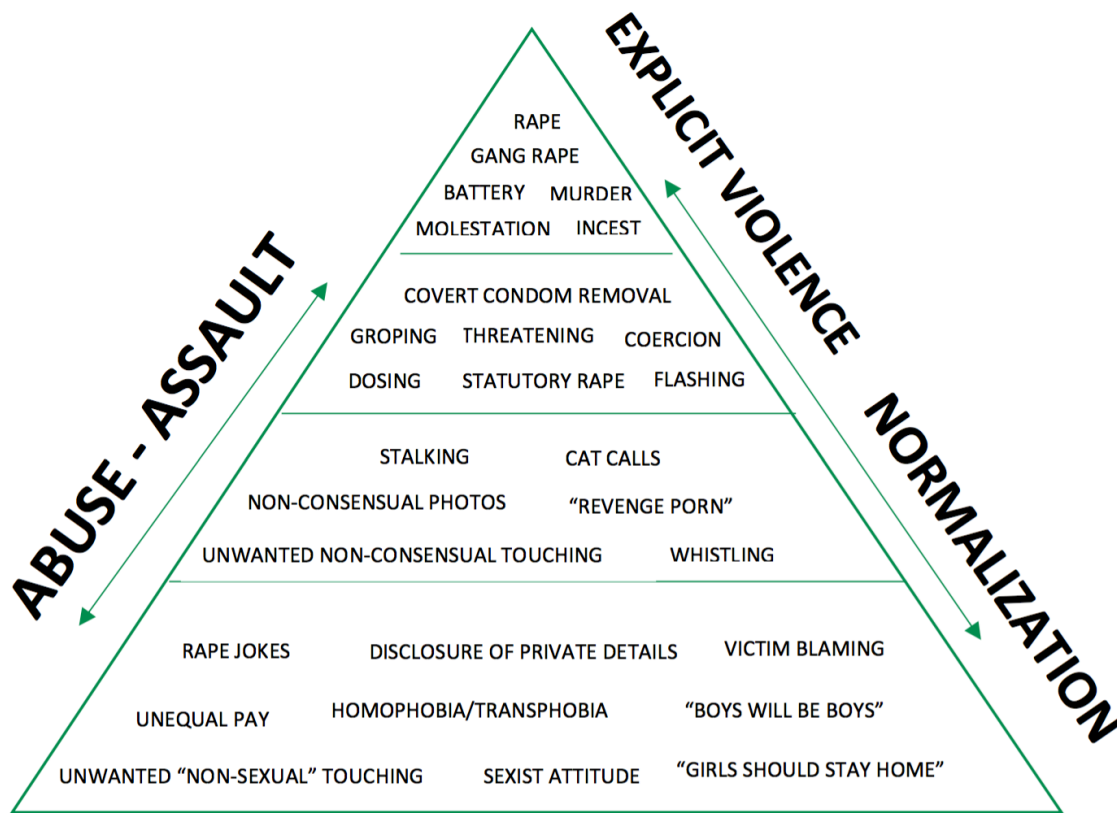 EXPLICIT VIOLENCE
NORMALIZATION
ABUSE - ASSAULT
RAPE
GANG RAPE
BATTERY MURDER
MOLESTATION INCEST
COVERT CONDOM REMOVAL
GROPING THREATENING COERCION
DOSING STATUTORY RAPE FLASHING
STALKING CAT CALLS
NON-CONSENSUAL PHOTOS “REVENGE PORN”
UNWANTED NON-CONSENSUAL TOUCHING WHISTLING
RAPE JOKES DISCLOSURE OF PRIVATE DETAILS VICTIM BLAMING
UNEQUAL PAY HOMOPHOBIA/TRANSPHOBIA “BOYS WILL BE BOYS”
UNWANTED “NON-SEXUAL” TOUCHING SEXIST ATTITUDE “GIRLS SHOULD STAY HOME”